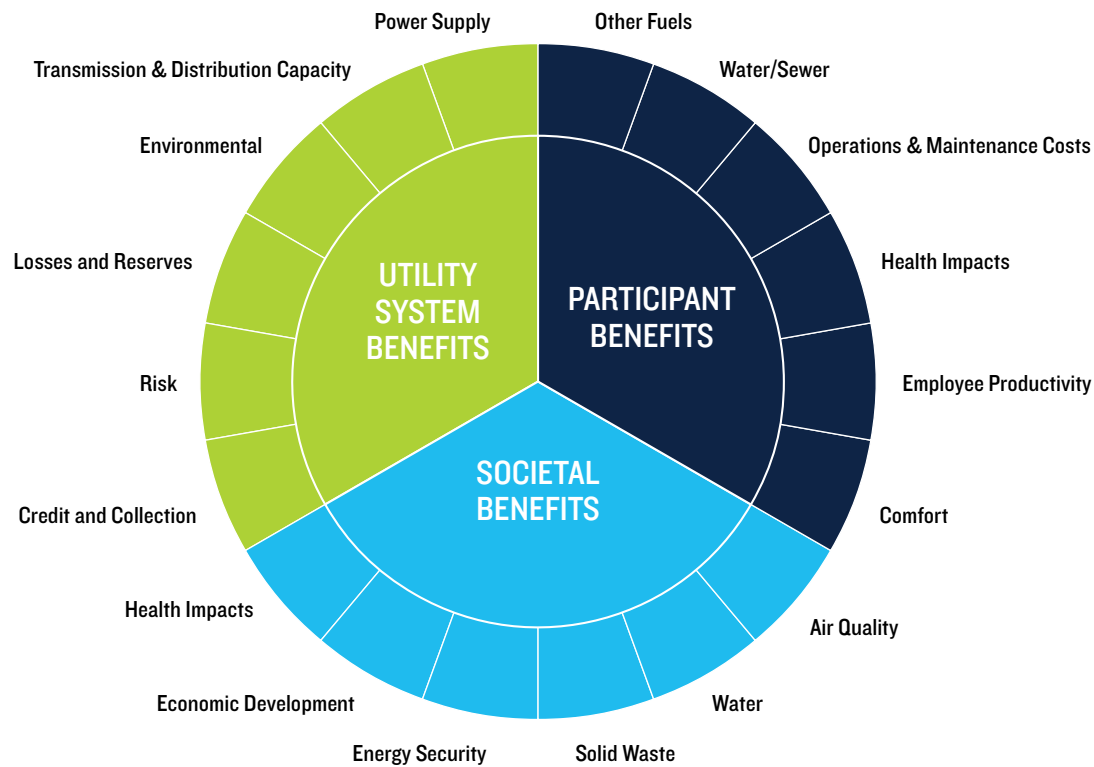 Power Supply
Other Fuels
Transmission & Distribution Capacity
Water/Sewer
Environmental
Operations & Maintenance Costs
Losses and Reserves
Health Impacts
UTILITY
SYSTEM
BENEFITS
PARTICIPANT
BENEFITS
Risk
Employee Productivity
SOCIETAL
BENEFITS
Credit and Collection
Comfort
Health Impacts
Air Quality
Economic Development
Water
Energy Security
Solid Waste